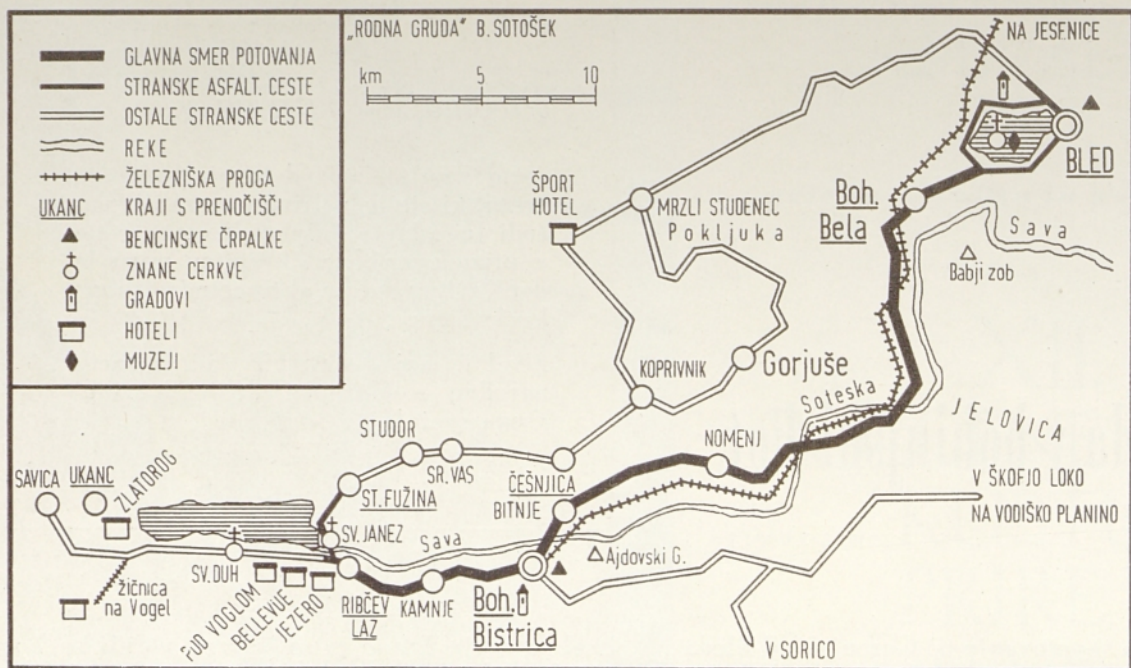 GLAVNA SMER POTOVANJA
STRANSKE ASFALT. CESTE
OSTALE STRANSKE CESTE
REKE
ŽELEZNIŠKA PROGA
UKANC KRAJI S PRENOČIŠČI
BENCINSKE ČRPALKE
ZNANE CERKVE
GRADOVI
HOTELI
MUZEJI
„RODNA GRUDA“ B. SOTOŠEK
km 5 10
NA JESENICE
BLED
Boh.
Bela
Sava
Babji zob
ŠPORT
HOTEL
MRZLI STUDENEC
Pokljuka
KOPRIVNIK
Gorjuše
Soteska
JELOVICA
STUDOR
SR. VAS
NOMENJ
ČEŠNJICA
BITNJE
V ŠKOFJO LOKO
NA VODIŠKO PLANINO
SAVICA
UKANC
ZLATOROG
ST. FUŽINA
SV. JANEZ
Sava
Ajdovski G.
SV. DUH
žičnica
na Vogel
POD VOGLOM
BELLEVUE
JEZERO
RIBČEV
LAZ
KAMNJE
Boh.
Bistrica
V SORICO